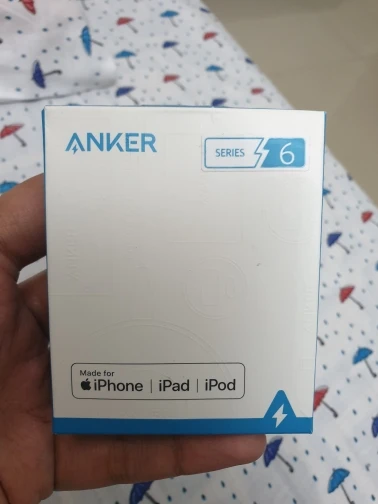 ANKER
SERIES 6
Made for
iPhone | iPad | iPod